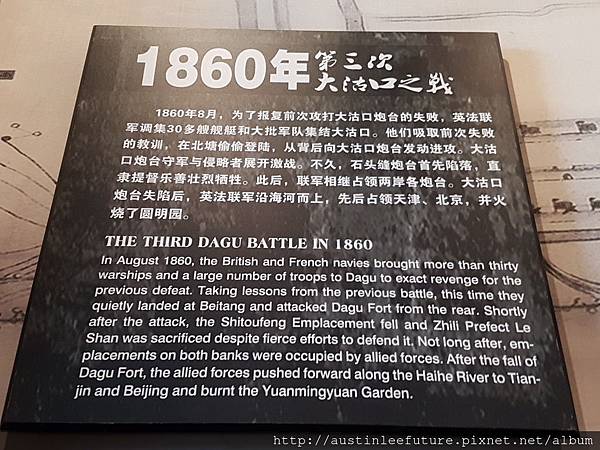 1860年 第三次
大沽口之战
1860年8月，为了报复前次攻打大沽口炮台的失败，英法联
军调集30多艘舰艇和大批军队集结大沽口。他们吸取前次失败
的教训，在北塘偷偷登陆，从背后向大沽口炮台发动进攻。大沽
口炮台守军与侵略者展开激战。不久，石头缝炮台首先陷落，直
隶提督乐善壮烈牺牲。此后，联军相继占领两岸各炮台。大沽口
炮台失陷后，英法联军沿海河而上，先后占领天津、北京，并火
烧了圆明园。
THE THIRD DAGU BATTLE IN 1860
In August 1860, the British and French navies brought more than thirty
warships and a large number of troops to Dagu to exact revenge for the
previous defeat. Taking lessons from the previous battle, this time they
quietly landed at Beitang and attacked Dagu Fort from the rear. Shortly
after the attack, the Shitoufeng Emplacement fell and Zhili Prefect Le
Shan was sacrificed despite fierce efforts to defend it. Not long after, em-
placements on both banks were occupied by allied forces. After the fall of
Dagu Fort, the allied forces pushed forward along the Haihe River to Tian-
jin and Beijing and burnt the Yuanmingyuan Garden.
http://austinleefuture.pixnet.net/album